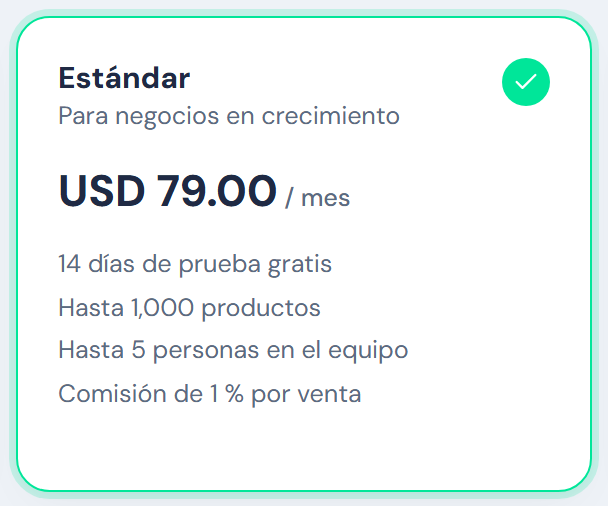 Estándar
Para negocios en crecimiento
USD 79.00 / mes
14 días de prueba gratis
Hasta 1,000 productos
Hasta 5 personas en el equipo
Comisión de 1 % por venta